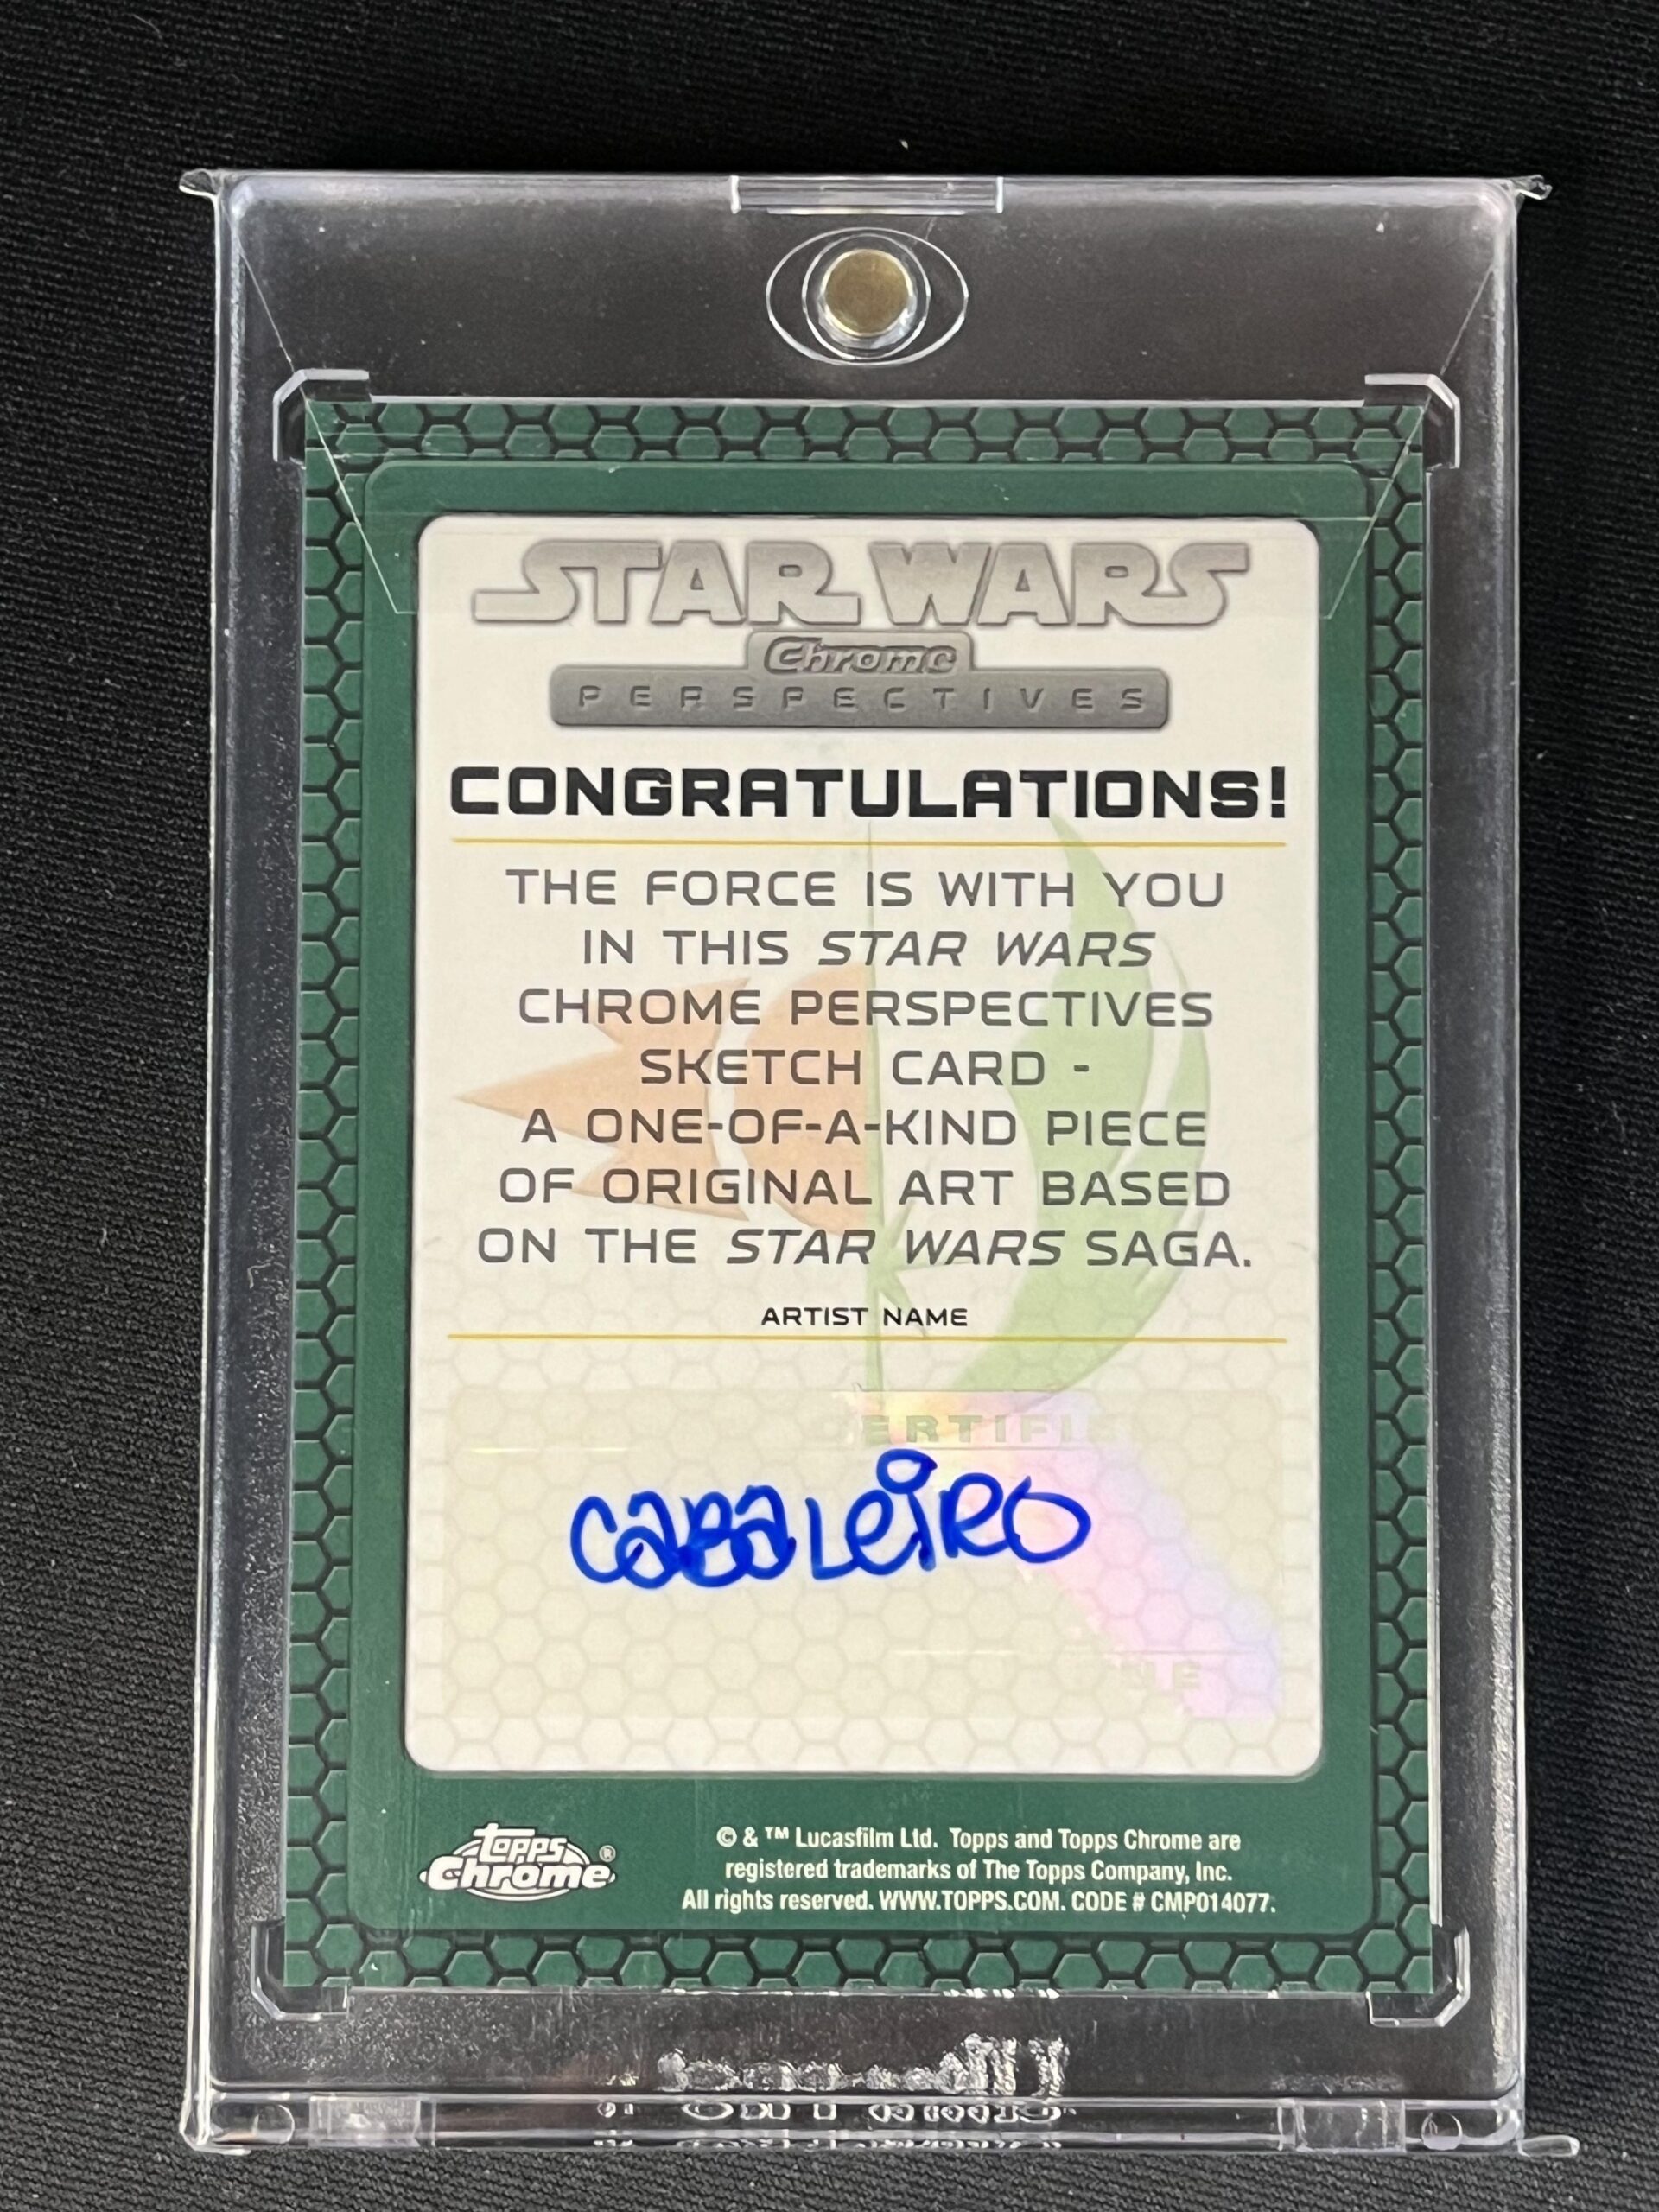 STAR WARS
Chrome
PERSPECTIVES
CONGRATULATIONS!
THE FORCE IS WITH YOU
IN THIS STAR WARS
CHROME PERSPECTIVES
SKETCH CARD -
A ONE-OF-A-KIND PIECE
OF ORIGINAL ART BASED
ON THE STAR WARS SAGA.
ARTIST NAME
CABALEIRO
topps
Chrome®
© & ™ Lucasfilm Ltd. Topps and Topps Chrome are
registered trademarks of The Topps Company, Inc.
All rights reserved. WWW.TOPPS.COM. CODE # CMP014077.